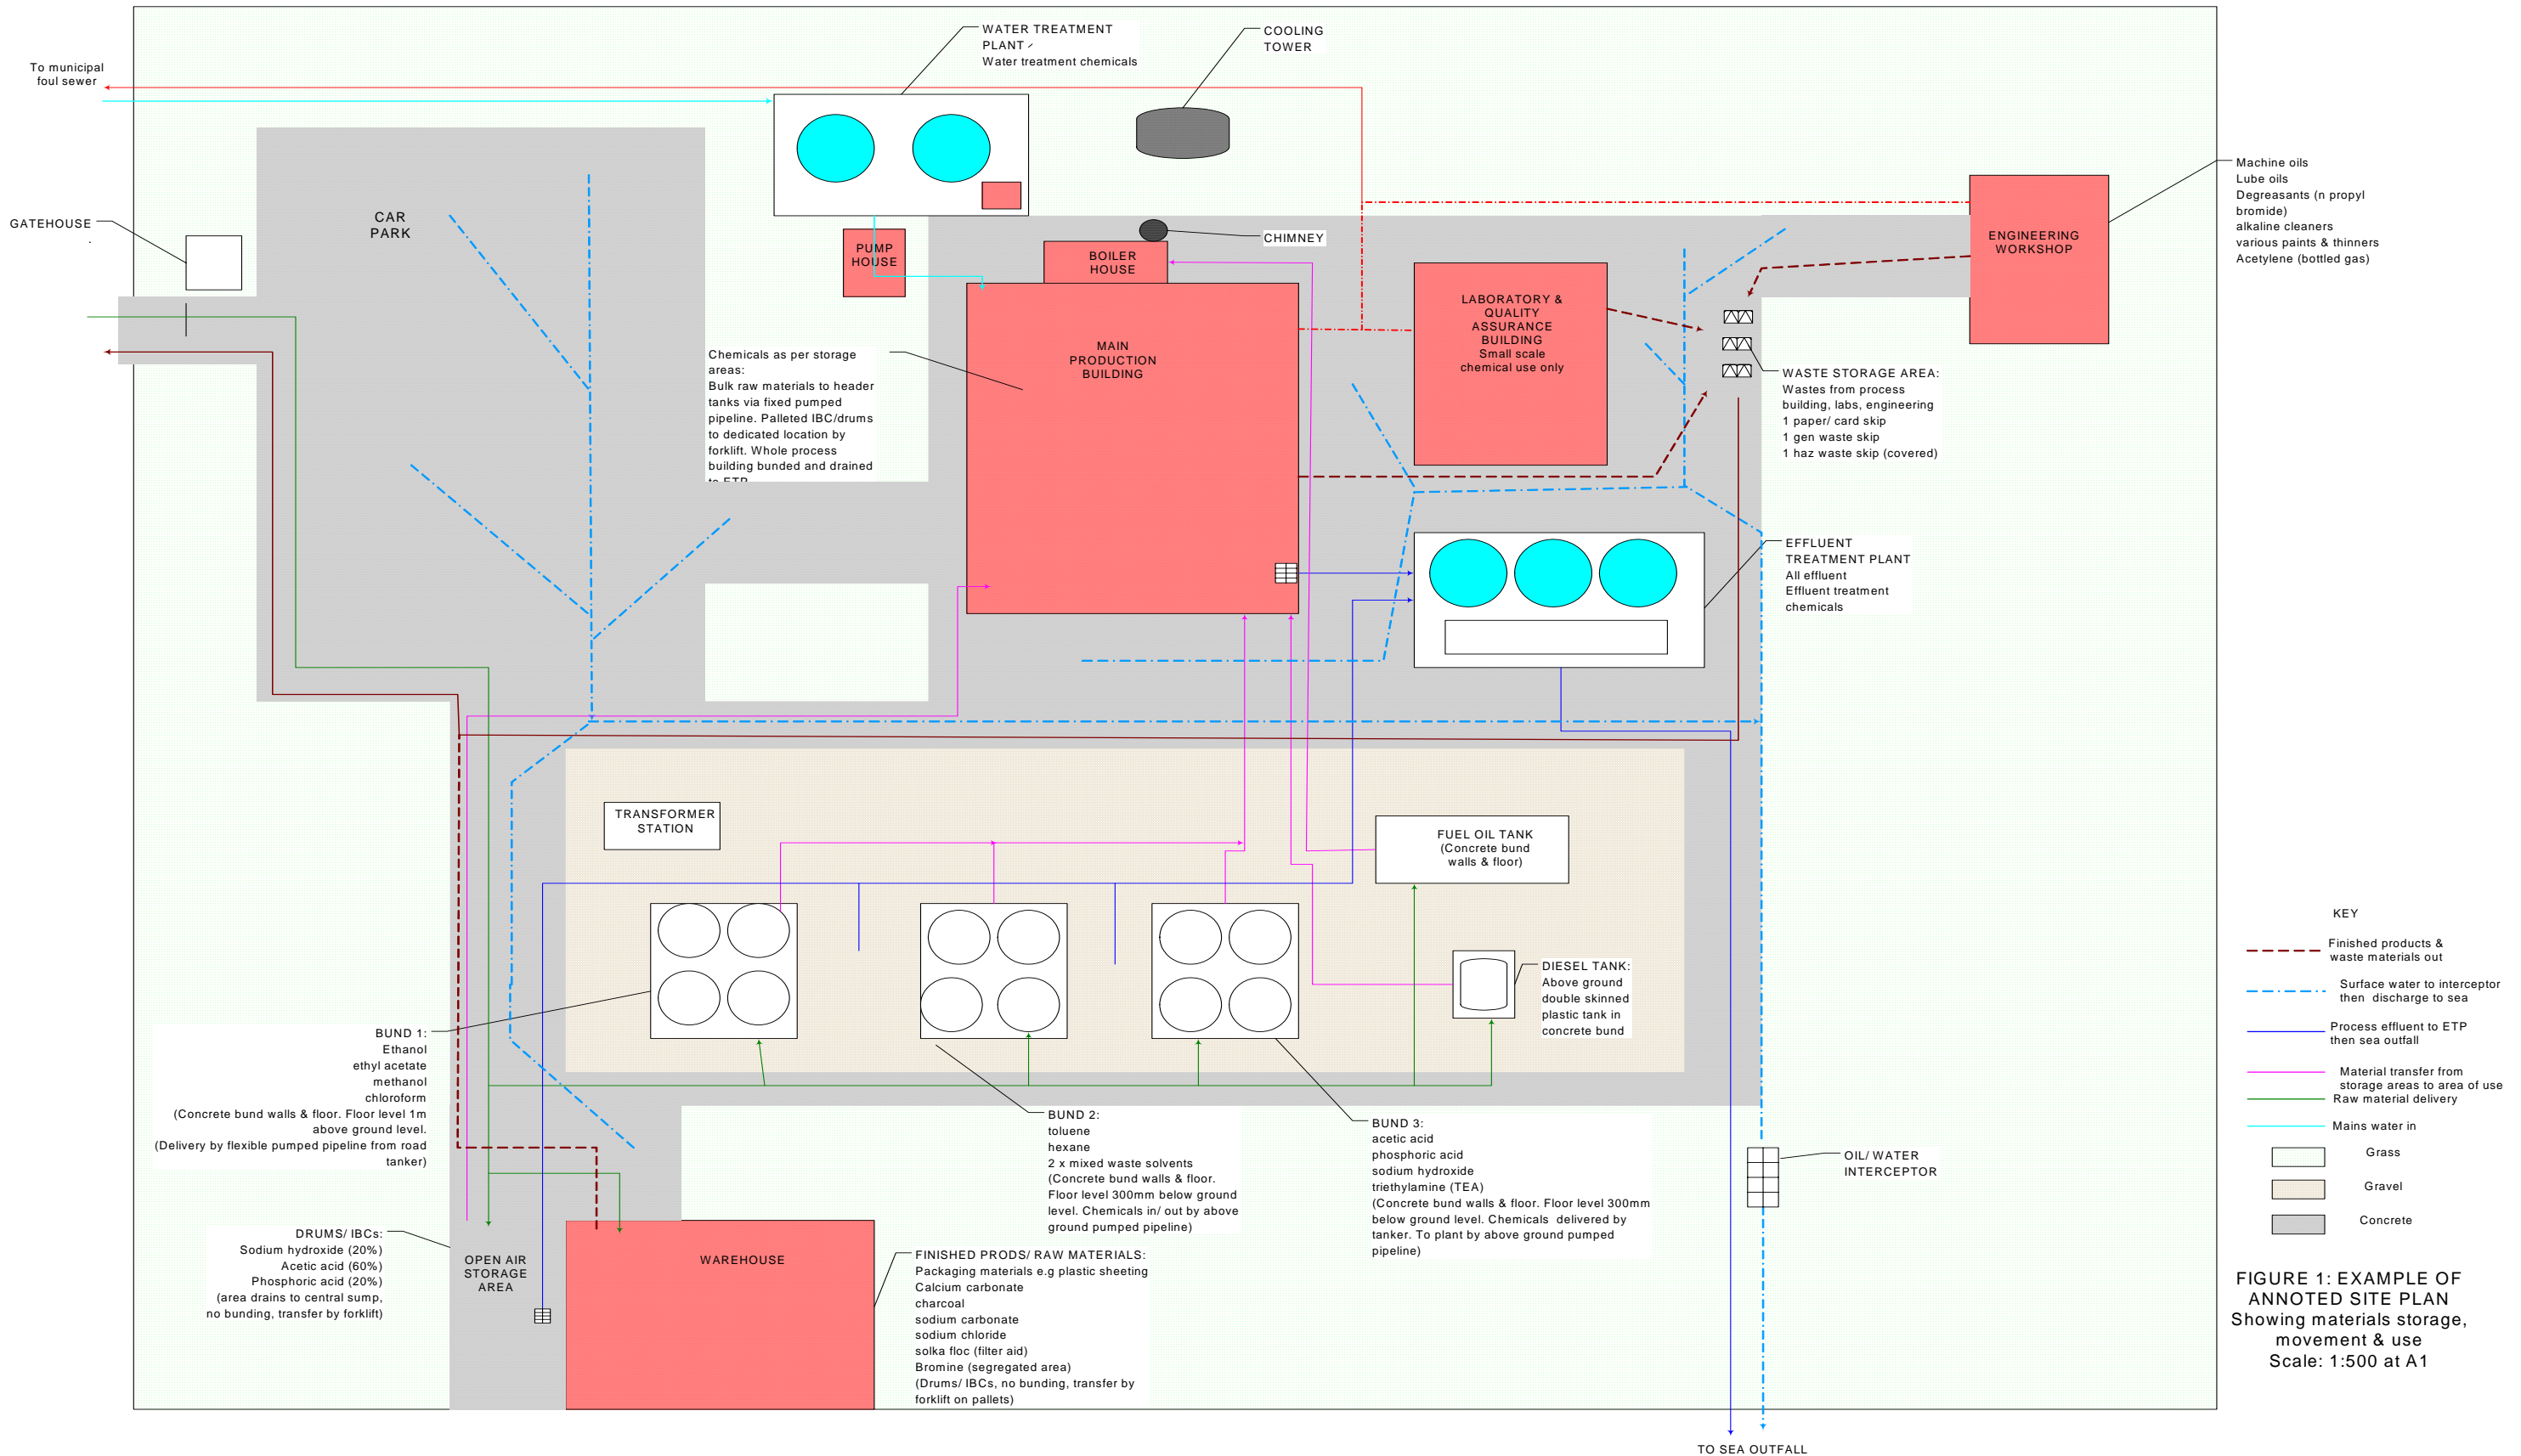 WATER TREATMENT
PLANT
Water treatment chemicals
COOLING
TOWER
To municipal
foul sewer
GATEHOUSE
.
CAR
PARK
PUMP
HOUSE
BOILER
HOUSE
CHIMNEY
ENGINEERING
WORKSHOP
Machine oils
Lube oils
Degreasants (n propyl
bromide)
alkaline cleaners
various paints & thinners
Acetylene (bottled gas)
LABORATORY &
QUALITY
ASSURANCE
BUILDING
Small scale
chemical use only
MAIN
PRODUCTION
BUILDING
Chemicals as per storage
areas:
Bulk raw materials to header
tanks via fixed pumped
pipeline. Palleted IBC/drums
to dedicated location by
forklift. Whole process
building bunded and drained
to ETP
WASTE STORAGE AREA:
Wastes from process
building, labs, engineering
1 paper/ card skip
1 gen waste skip
1 haz waste skip (covered)
EFFLUENT
TREATMENT PLANT
All effluent
Effluent treatment
chemicals
TRANSFORMER
STATION
FUEL OIL TANK
(Concrete bund
walls & floor)
DIESEL TANK:
Above ground
double skinned
plastic tank in
concrete bund
BUND 1:
Ethanol
ethyl acetate
methanol
chloroform
(Concrete bund walls & floor. Floor level 1m
above ground level.
(Delivery by flexible pumped pipeline from road
tanker)
BUND 2:
toluene
hexane
2 x mixed waste solvents
(Concrete bund walls & floor.
Floor level 300mm below ground
level. Chemicals in/ out by above
ground pumped pipeline)
BUND 3:
acetic acid
phosphoric acid
sodium hydroxide
triethylamine (TEA)
(Concrete bund walls & floor. Floor level 300mm
below ground level. Chemicals delivered by
tanker. To plant by above ground pumped
pipeline)
OIL/ WATER
INTERCEPTOR
DRUMS/ IBCs:
Sodium hydroxide (20%)
Acetic acid (60%)
Phosphoric acid (20%)
(area drains to central sump,
no bunding, transfer by forklift)
OPEN AIR
STORAGE
AREA
WAREHOUSE
FINISHED PRODS/ RAW MATERIALS:
Packaging materials e.g plastic sheeting
Calcium carbonate
charcoal
sodium carbonate
sodium chloride
solka floc (filter aid)
Bromine (segregated area)
(Drums/ IBCs, no bunding, transfer by
forklift on pallets)
KEY
Finished products &
waste materials out
Surface water to interceptor
then discharge to sea
Process effluent to ETP
then sea outfall
Material transfer from
storage areas to area of use
Raw material delivery
Mains water in
Grass
Gravel
Concrete
FIGURE 1: EXAMPLE OF
ANNOTED SITE PLAN
Showing materials storage,
movement & use
Scale: 1:500 at A1
TO SEA OUTFALL